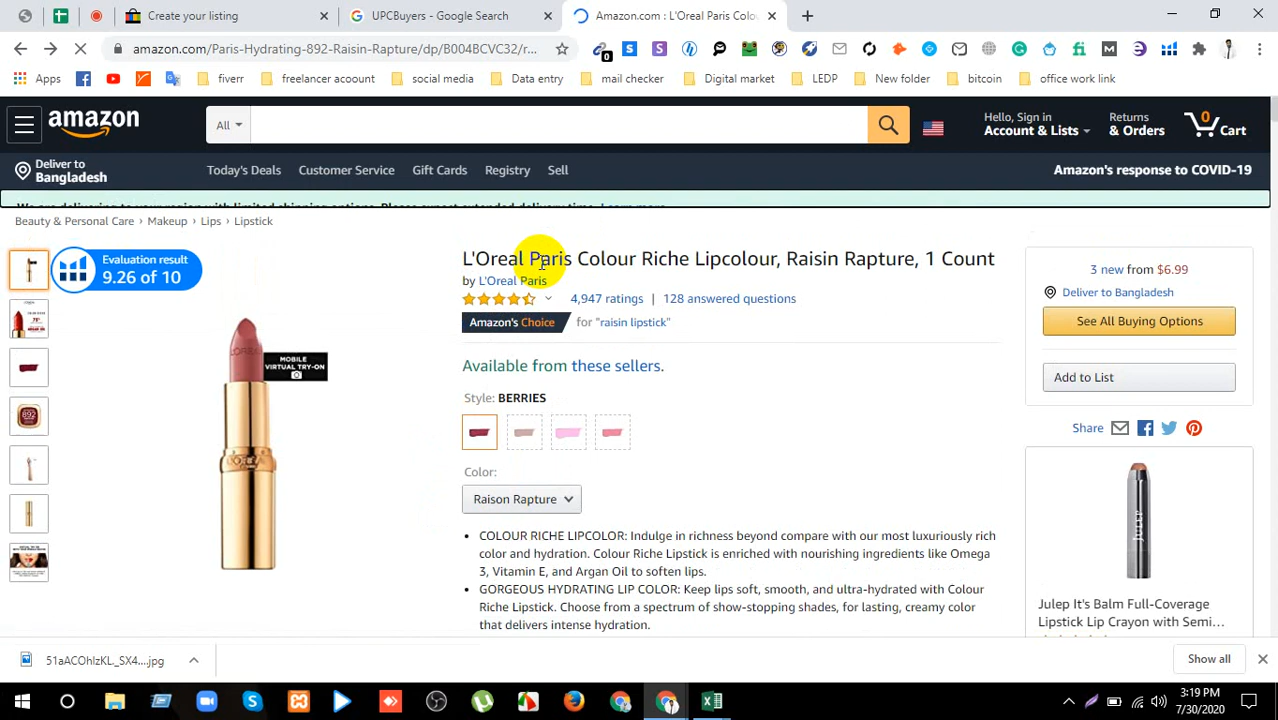 Create your listing
UPCBuyers - Google Search
Amazon.com : L'Oreal Paris Colou
amazon.com/Paris-Hydrating-892-Raisin-Rapture/dp/B004BCVC32/r...
0
Apps
fiverr
freelancer acoount
social media
Data entry
mail checker
Digital market
LEDP
New folder
bitcoin
office work link
amazon
All
Hello, Sign in
Account & Lists
Returns
& Orders
0
Cart
Deliver to
Bangladesh
Today's Deals
Customer Service
Gift Cards
Registry
Sell
Amazon's response to COVID-19
We are delivering to your region with limited shipping options. Please expect extended delivery time. Learn more
Beauty & Personal Care › Makeup › Lips › Lipstick
Evaluation result
9.26 of 10
L'Oreal Paris Colour Riche Lipcolour, Raisin Rapture, 1 Count
by L'Oreal Paris
4,947 ratings | 128 answered questions
Amazon's Choice for "raisin lipstick"
Available from these sellers.
Style: BERRIES
Color:
Raison Rapture
• COLOUR RICHE LIPCOLOR: Indulge in richness beyond compare with our most luxuriously rich
color and hydration. Colour Riche Lipstick is enriched with nourishing ingredients like Omega
3, Vitamin E, and Argan Oil to soften lips.
• GORGEOUS HYDRATING LIP COLOR: Keep lips soft, smooth, and ultra-hydrated with Colour
Riche Lipstick. Choose from a spectrum of show-stopping shades, for lasting, creamy color
that delivers intense hydration.
MOBILE
VIRTUAL TRY-ON
892
3 new from $6.99
Deliver to Bangladesh
See All Buying Options
Add to List
Share
JULEP
Julep It's Balm Full-Coverage
Lipstick Lip Crayon with Semi...
51aACOhIzKL._SX4....jpg
Show all
3:19 PM
7/30/2020